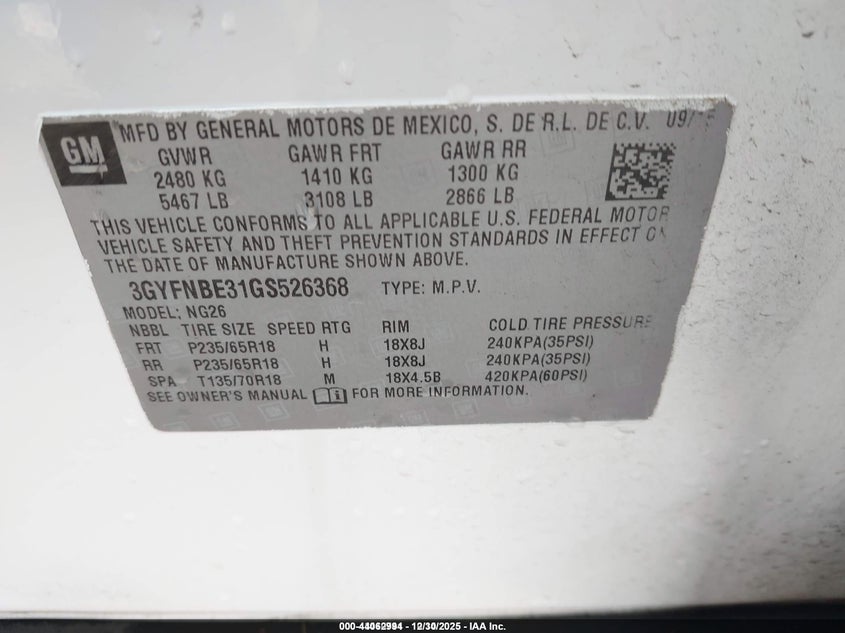 GM
MFD BY GENERAL MOTORS DE MEXICO, S. DE R.L. DE C.V.
GVWR GAWR FRT GAWR RR
2480 KG 1410 KG 1300 KG
5467 LB 3108 LB 2866 LB
THIS VEHICLE CONFORMS TO ALL APPLICABLE U.S. FEDERAL MOTOR
VEHICLE SAFETY AND THEFT PREVENTION STANDARDS IN EFFECT ON
THE DATE OF MANUFACTURE SHOWN ABOVE.
3GYFNBE31GS526368 TYPE: M.P.V.
MODEL: NG26
NBBL TIRE SIZE SPEED RTG RIM COLD TIRE PRESSURE
FRT P235/65R18 H 18X8J 240KPA(35PSI)
RR P235/65R18 H 18X8J 240KPA(35PSI)
SPA T135/70R18 M 18X4.5B 420KPA(60PSI)
SEE OWNER'S MANUAL FOR MORE INFORMATION.
12/30/2025 - IAA Inc.